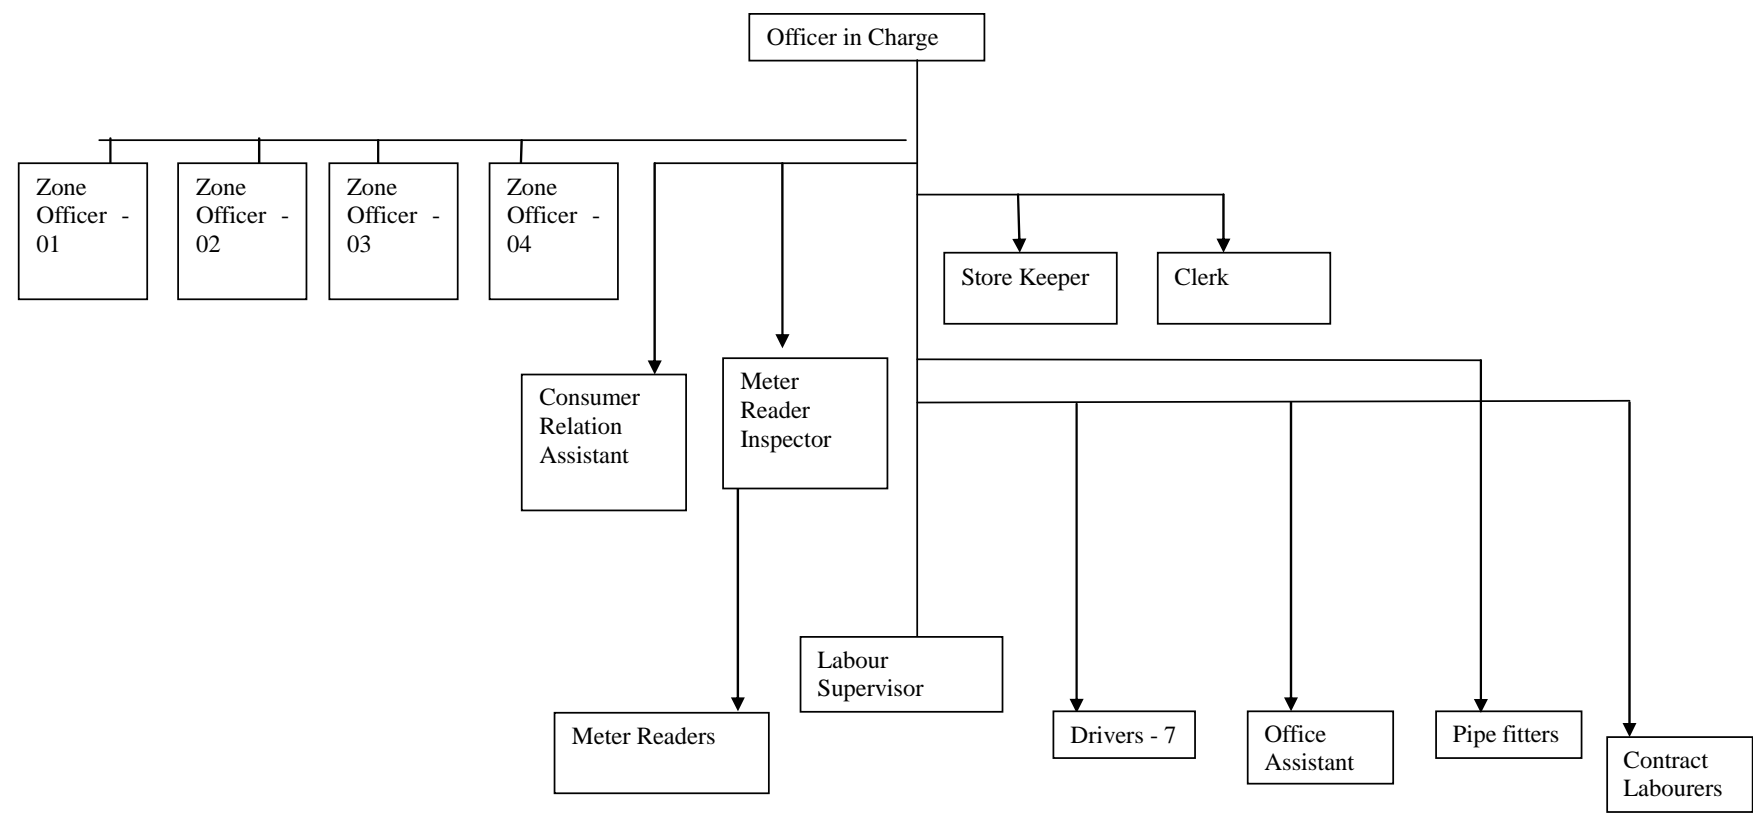 Officer in Charge
Zone
Officer -
01
Zone
Officer -
02
Zone
Officer -
03
Zone
Officer -
04
Store Keeper
Clerk
Consumer
Relation
Assistant
Meter
Reader
Inspector
Labour
Supervisor
Meter Readers
Drivers - 7
Office
Assistant
Pipe fitters
Contract
Labourers